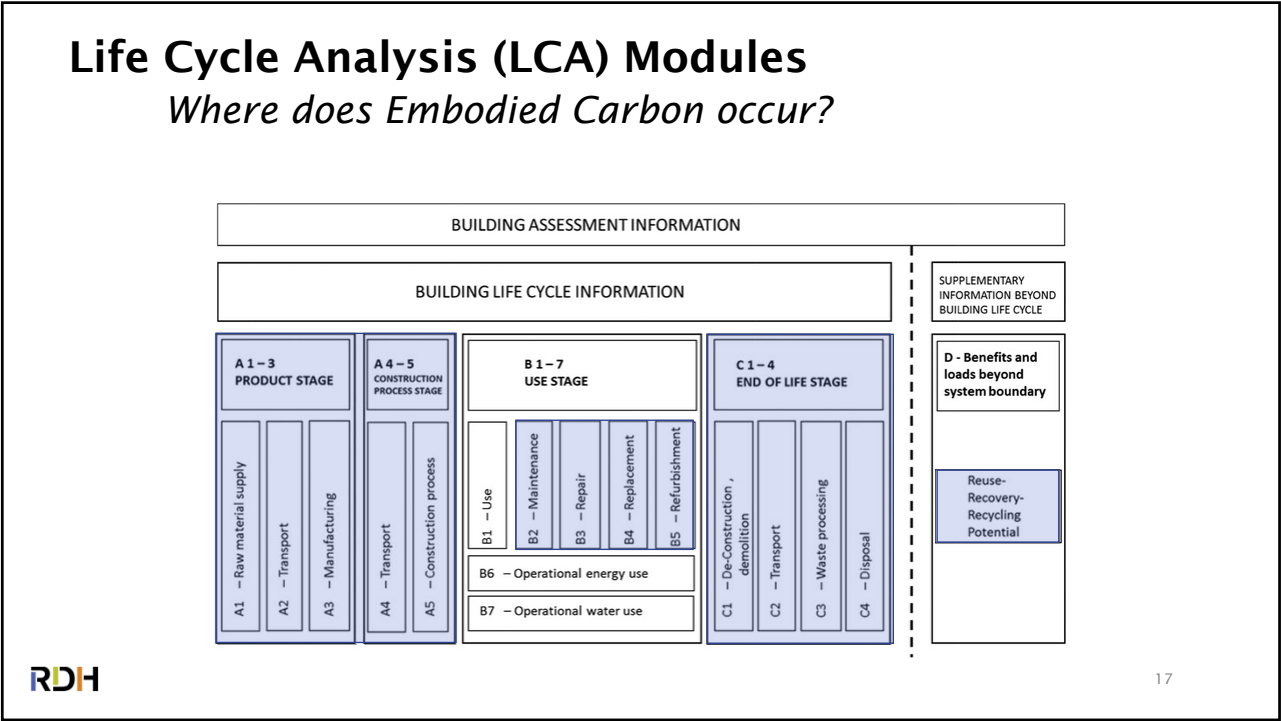 Life Cycle Analysis (LCA) Modules
Where does Embodied Carbon occur?
BUILDING ASSESSMENT INFORMATION
BUILDING LIFE CYCLE INFORMATION
SUPPLEMENTARY
INFORMATION BEYOND
BUILDING LIFE CYCLE
A 1 – 3
PRODUCT STAGE
A 4 – 5
CONSTRUCTION
PROCESS STAGE
B 1 – 7
USE STAGE
C 1 – 4
END OF LIFE STAGE
D - Benefits and
loads beyond
system boundary
A1 – Raw material supply
A2 – Transport
A3 – Manufacturing
A4 – Transport
A5 – Construction process
B1 – Use
B2 – Maintenance
B3 – Repair
B4 – Replacement
B5 – Refurbishment
B6 – Operational energy use
B7 – Operational water use
C1 – De-Construction ,
demolition
C2 – Transport
C3 – Waste processing
C4 – Disposal
Reuse-
Recovery-
Recycling
Potential
RDH
17